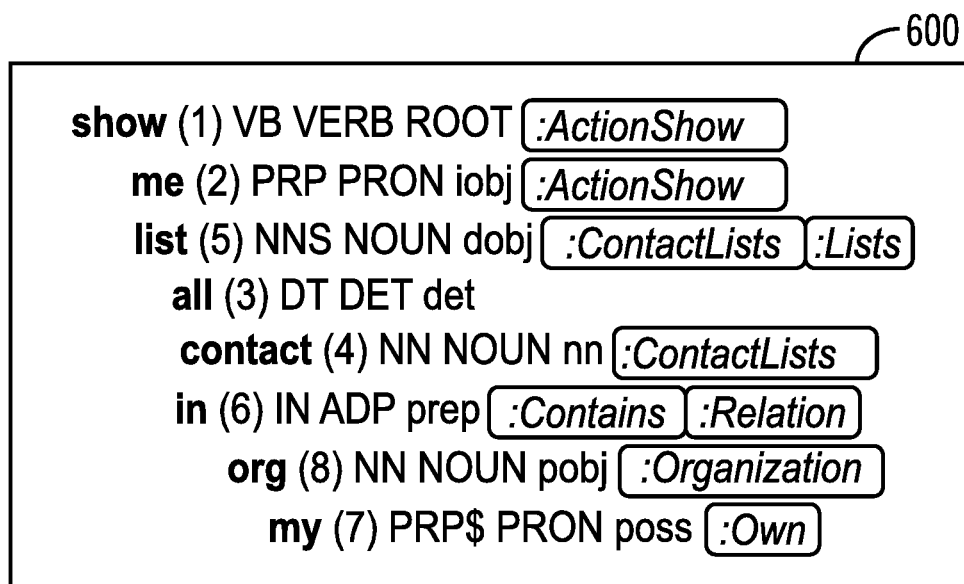 600
show (1) VB VERB ROOT :ActionShow
me (2) PRP PRON iobj :ActionShow
list (5) NNS NOUN dobj :ContactLists :Lists
all (3) DT DET det
contact (4) NN NOUN nn :ContactLists
in (6) IN ADP prep :Contains :Relation
org (8) NN NOUN pobj :Organization
my (7) PRP$ PRON poss :Own